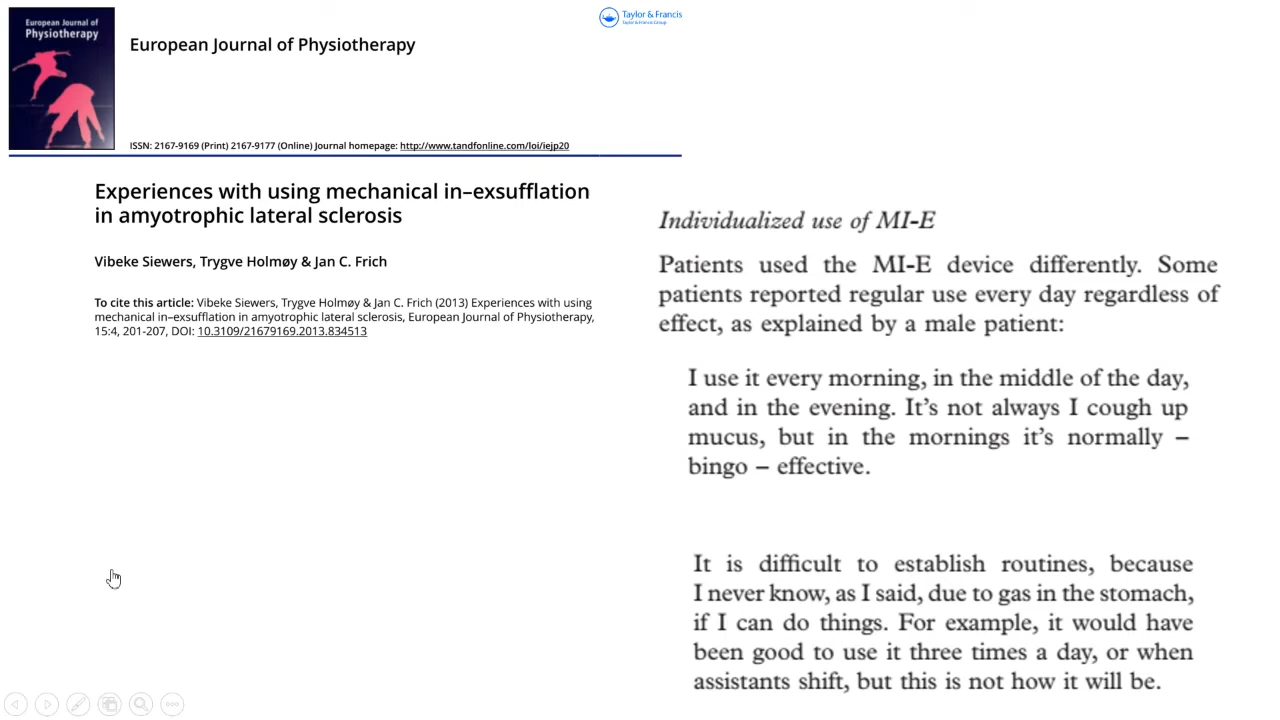 European Journal of
Physiotherapy
European Journal of Physiotherapy
Taylor & Francis
Taylor & Francis Group
ISSN: 2167-9169 (Print) 2167-9177 (Online) Journal homepage: http://www.tandfonline.com/loi/iejp20
Experiences with using mechanical in–exsufflation
in amyotrophic lateral sclerosis
Vibeke Siewers, Trygve Holmøy & Jan C. Frich
To cite this article: Vibeke Siewers, Trygve Holmøy & Jan C. Frich (2013) Experiences with using
mechanical in–exsufflation in amyotrophic lateral sclerosis, European Journal of Physiotherapy,
15:4, 201-207, DOI: 10.3109/21679169.2013.834513
Individualized use of MI-E
Patients used the MI-E device differently. Some
patients reported regular use every day regardless of
effect, as explained by a male patient:
I use it every morning, in the middle of the day,
and in the evening. It's not always I cough up
mucus, but in the mornings it's normally –
bingo – effective.
It is difficult to establish routines, because
I never know, as I said, due to gas in the stomach,
if I can do things. For example, it would have
been good to use it three times a day, or when
assistants shift, but this is not how it will be.